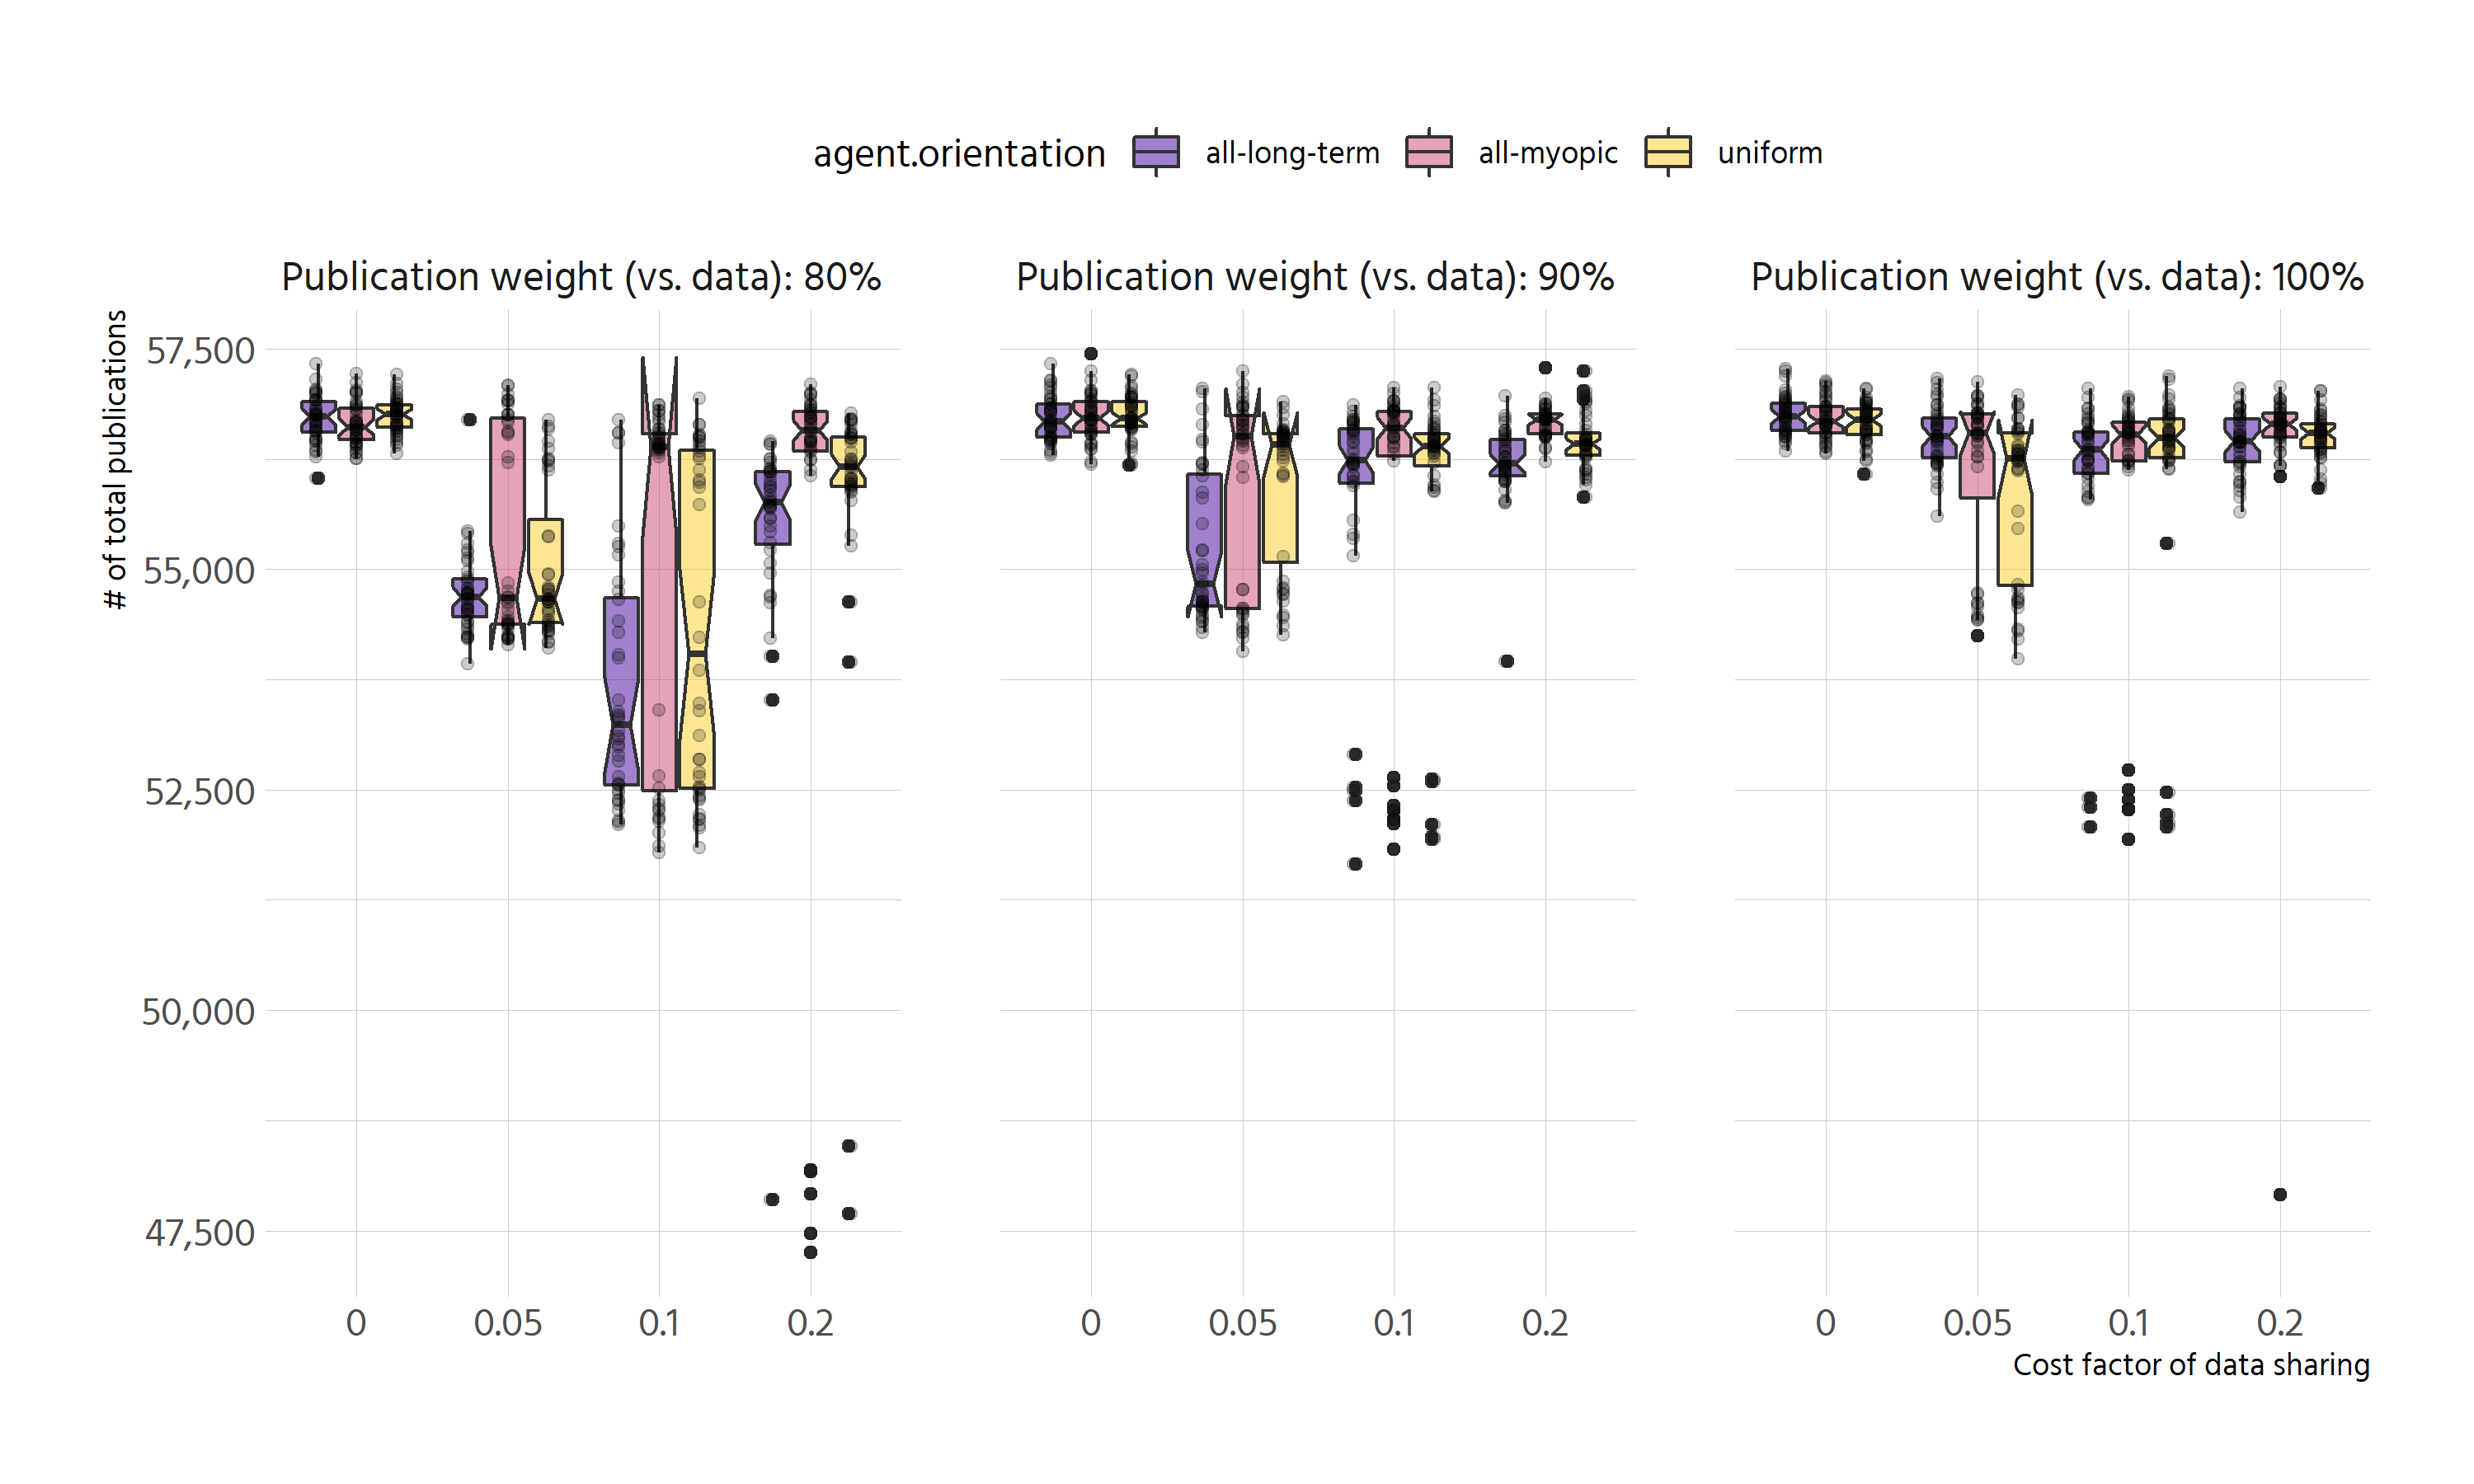 agent.orientation all-long-term all-myopic uniform
Publication weight (vs. data): 80% Publication weight (vs. data): 90% Publication weight (vs. data): 100%
# of total publications
57,500
55,000
52,500
50,000
47,500
0 0.05 0.1 0.2 0 0.05 0.1 0.2 0 0.05 0.1 0.2
Cost factor of data sharing